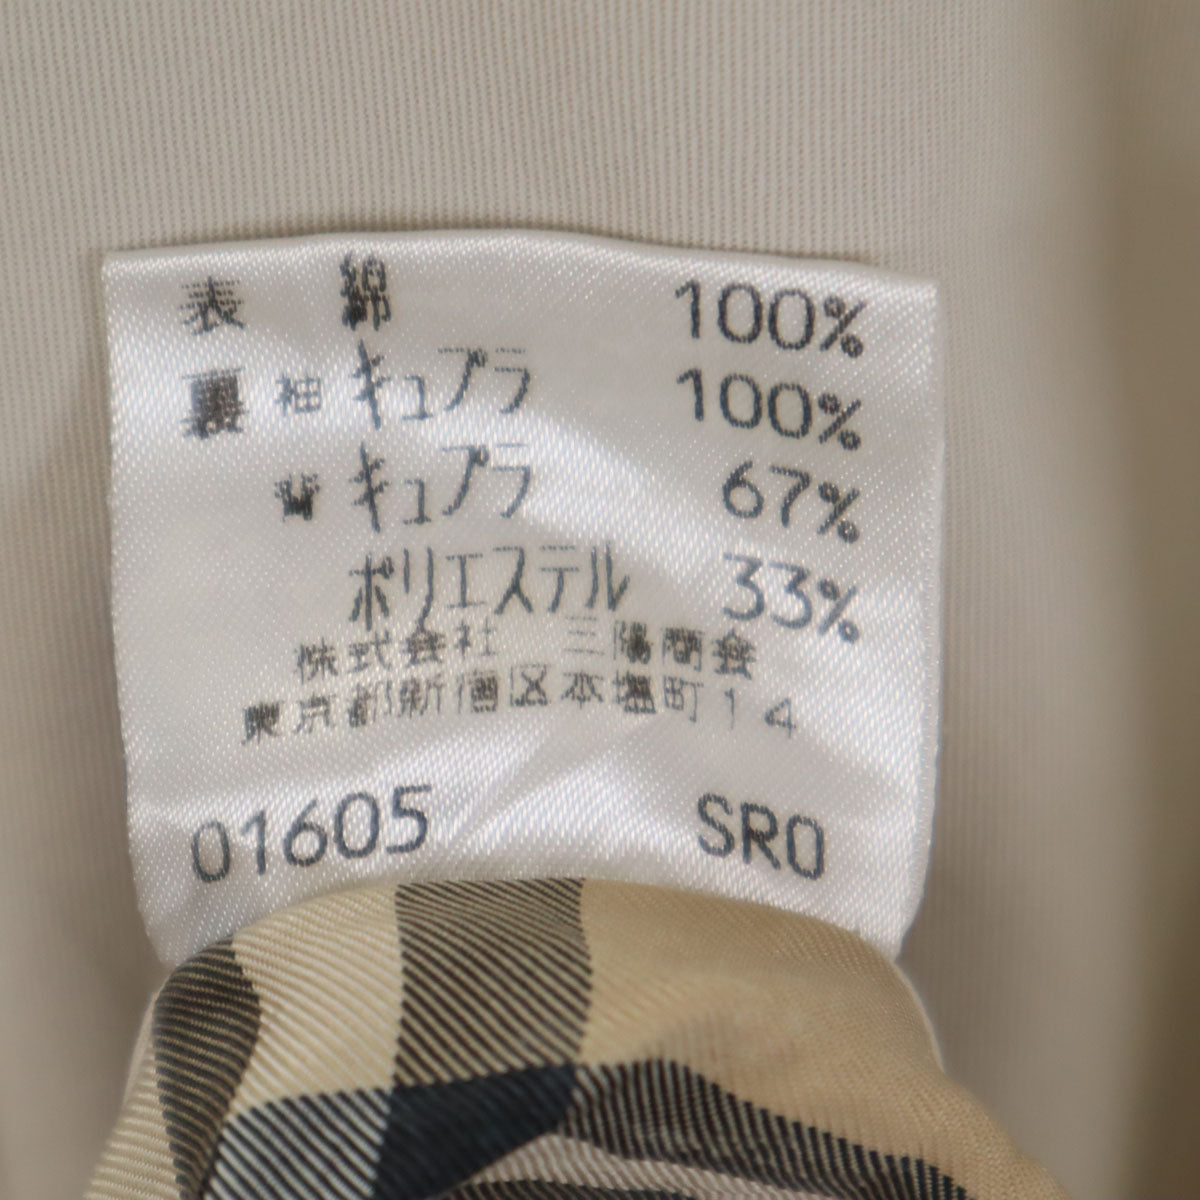 表 綿 100%
裏 袖 キュプラ 100%
背 キュプラ 67%
ポリエステル 33%
株式会社 三陽商会
東京都新宿区本塩町14
01605 SRO